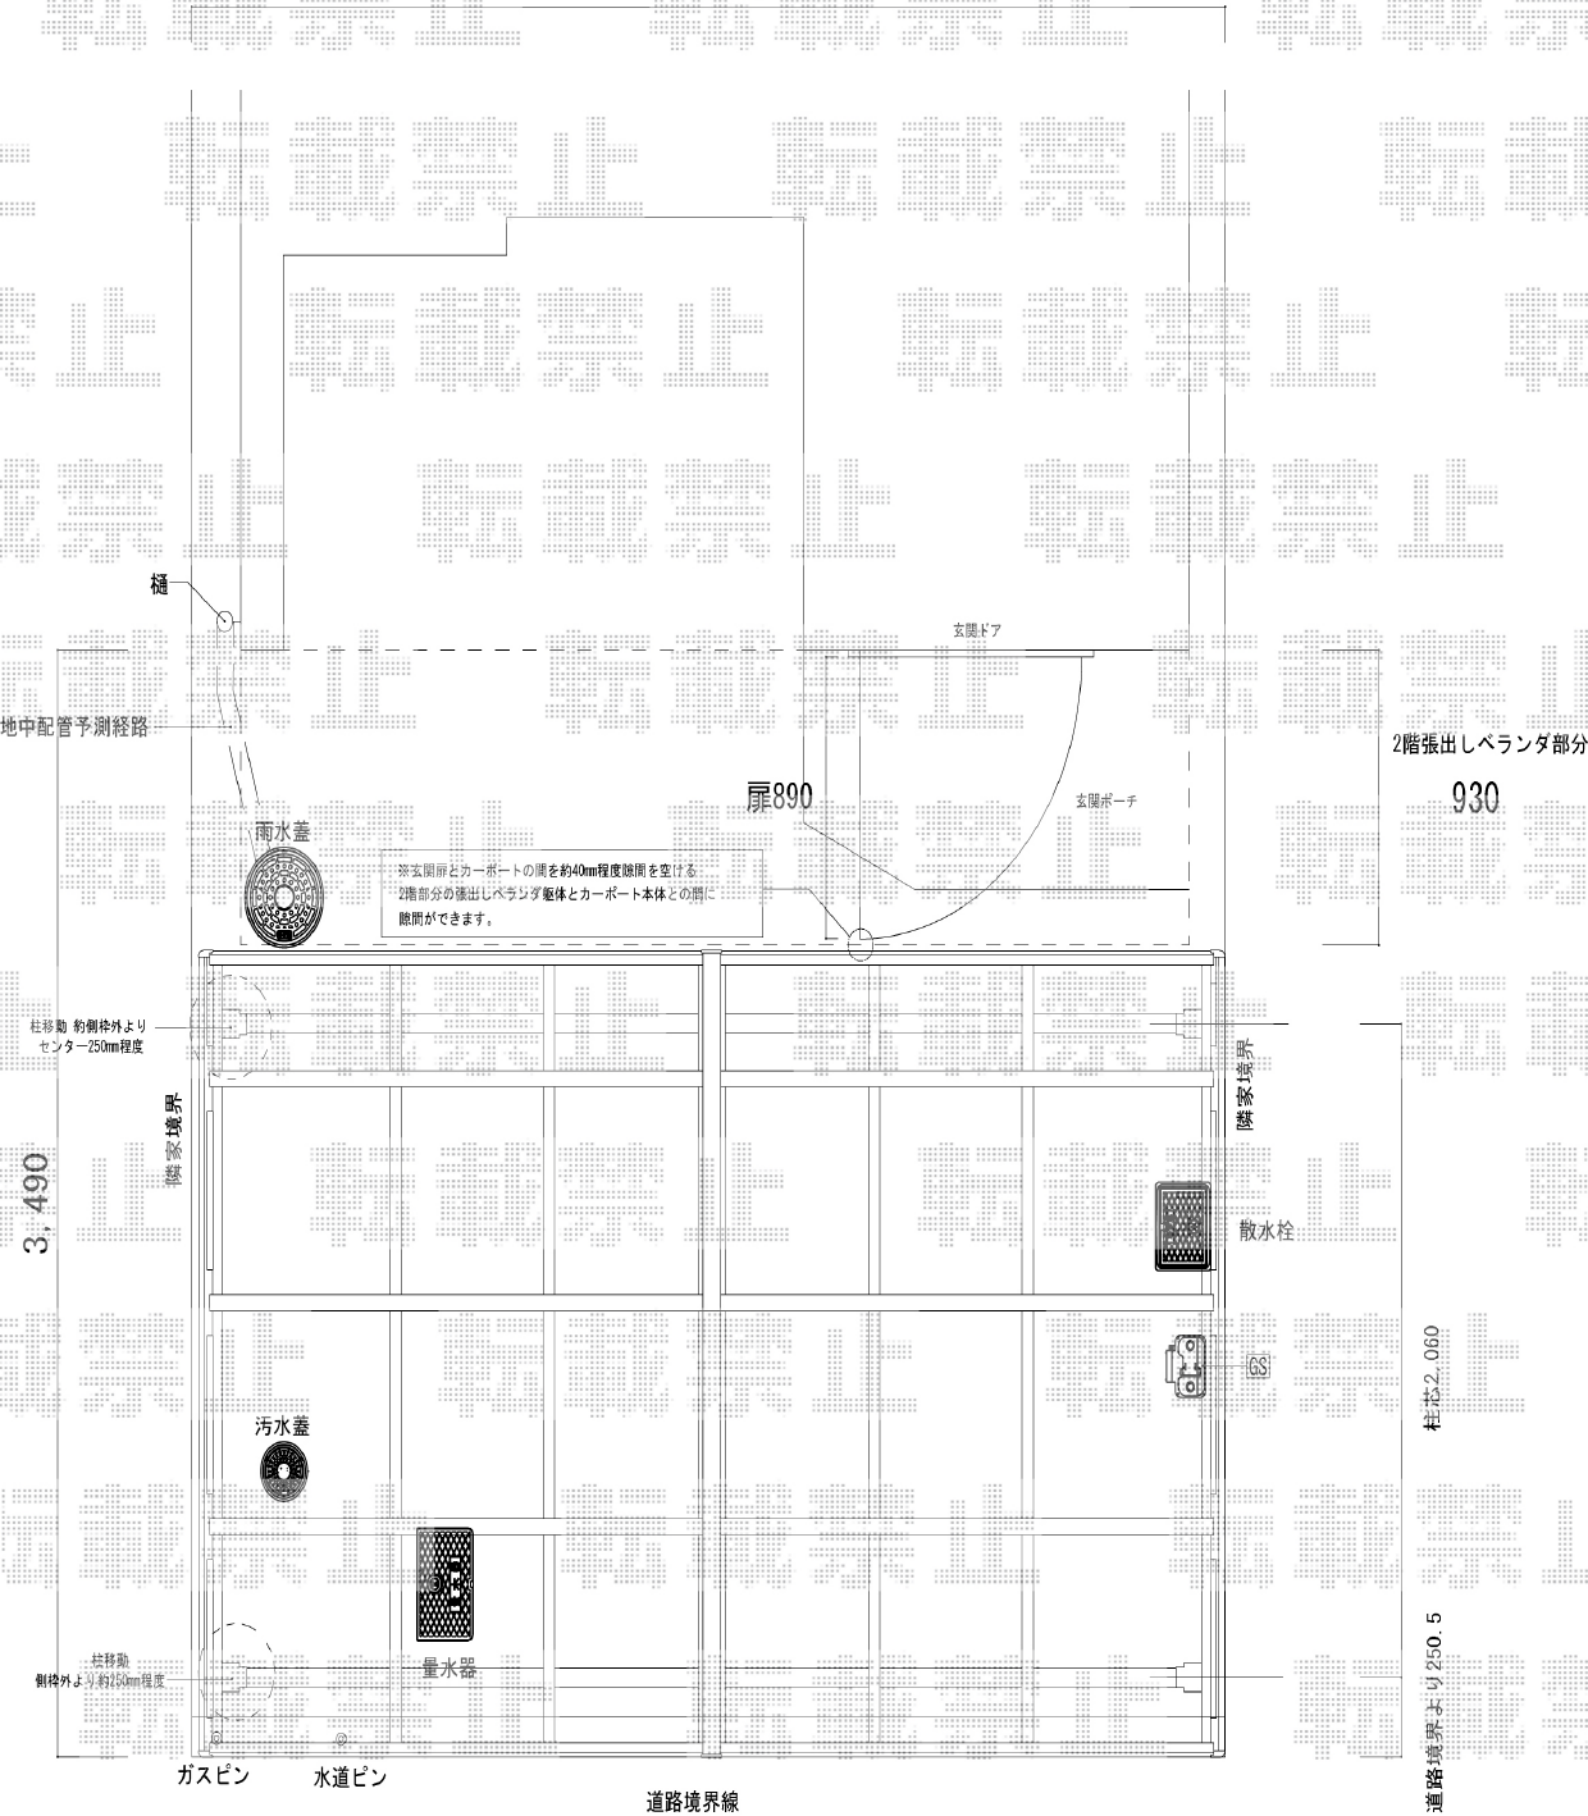 転載禁止
樋
玄関ドア
地中配管予測経路
2階張出しベランダ部分
930
扉890
玄関ポーチ
雨水蓋
※玄関扉とカーポートの間を約40mm程度隙間を空ける
2階部分の張出しベランダ躯体とカーポート本体との間に
隙間ができます。
柱移動 約側枠外より
センター250mm程度
隣家境界
隣家境界
3,490
散水栓
GS
柱芯2,060
汚水蓋
量水器
柱移動
側枠外より約250mm程度
道路境界より250.5
ガスピン
水道ピン
道路境界線